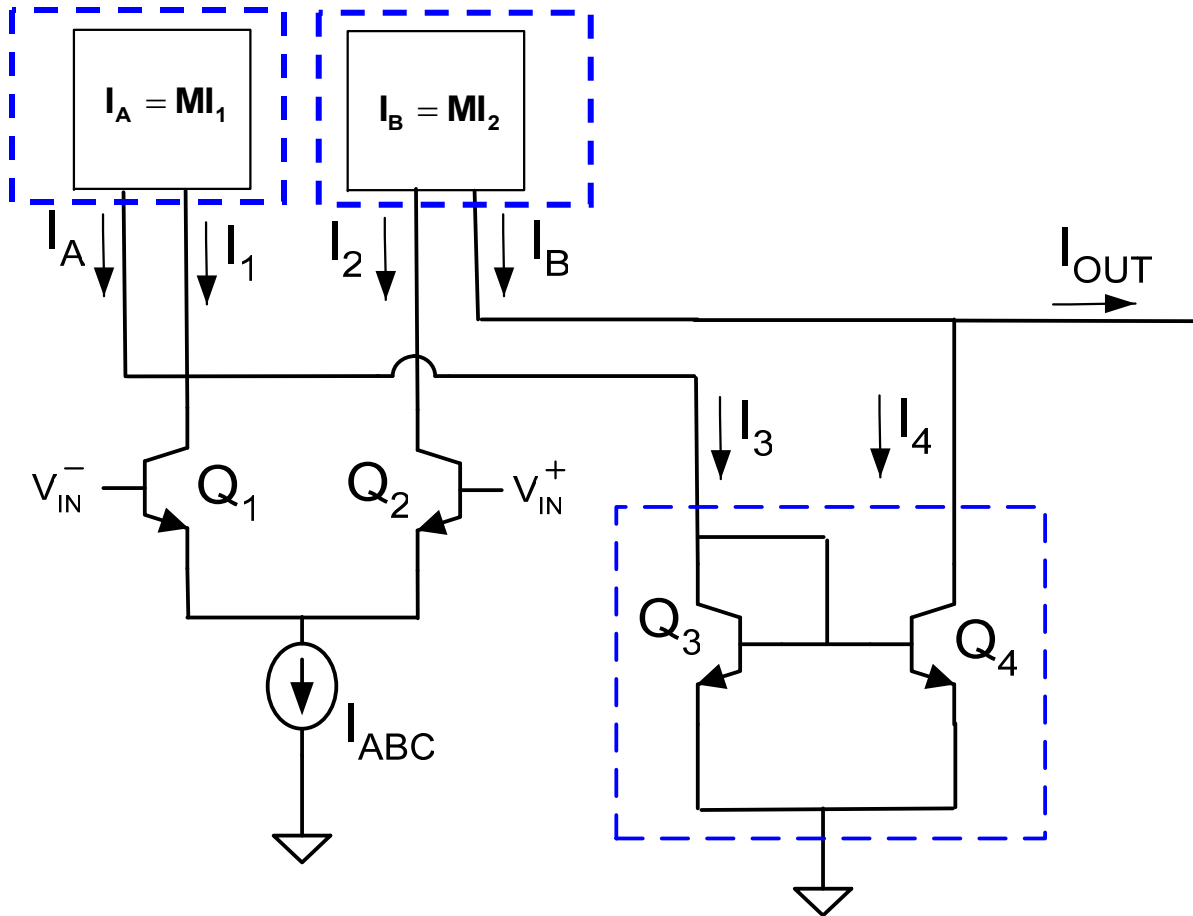 I_A = MI_1
I_B = MI_2
I_A
I_1
I_2
I_B
I_OUT
I_3
I_4
V_IN^-
Q_1
Q_2
V_IN^+
Q_3
Q_4
I_ABC